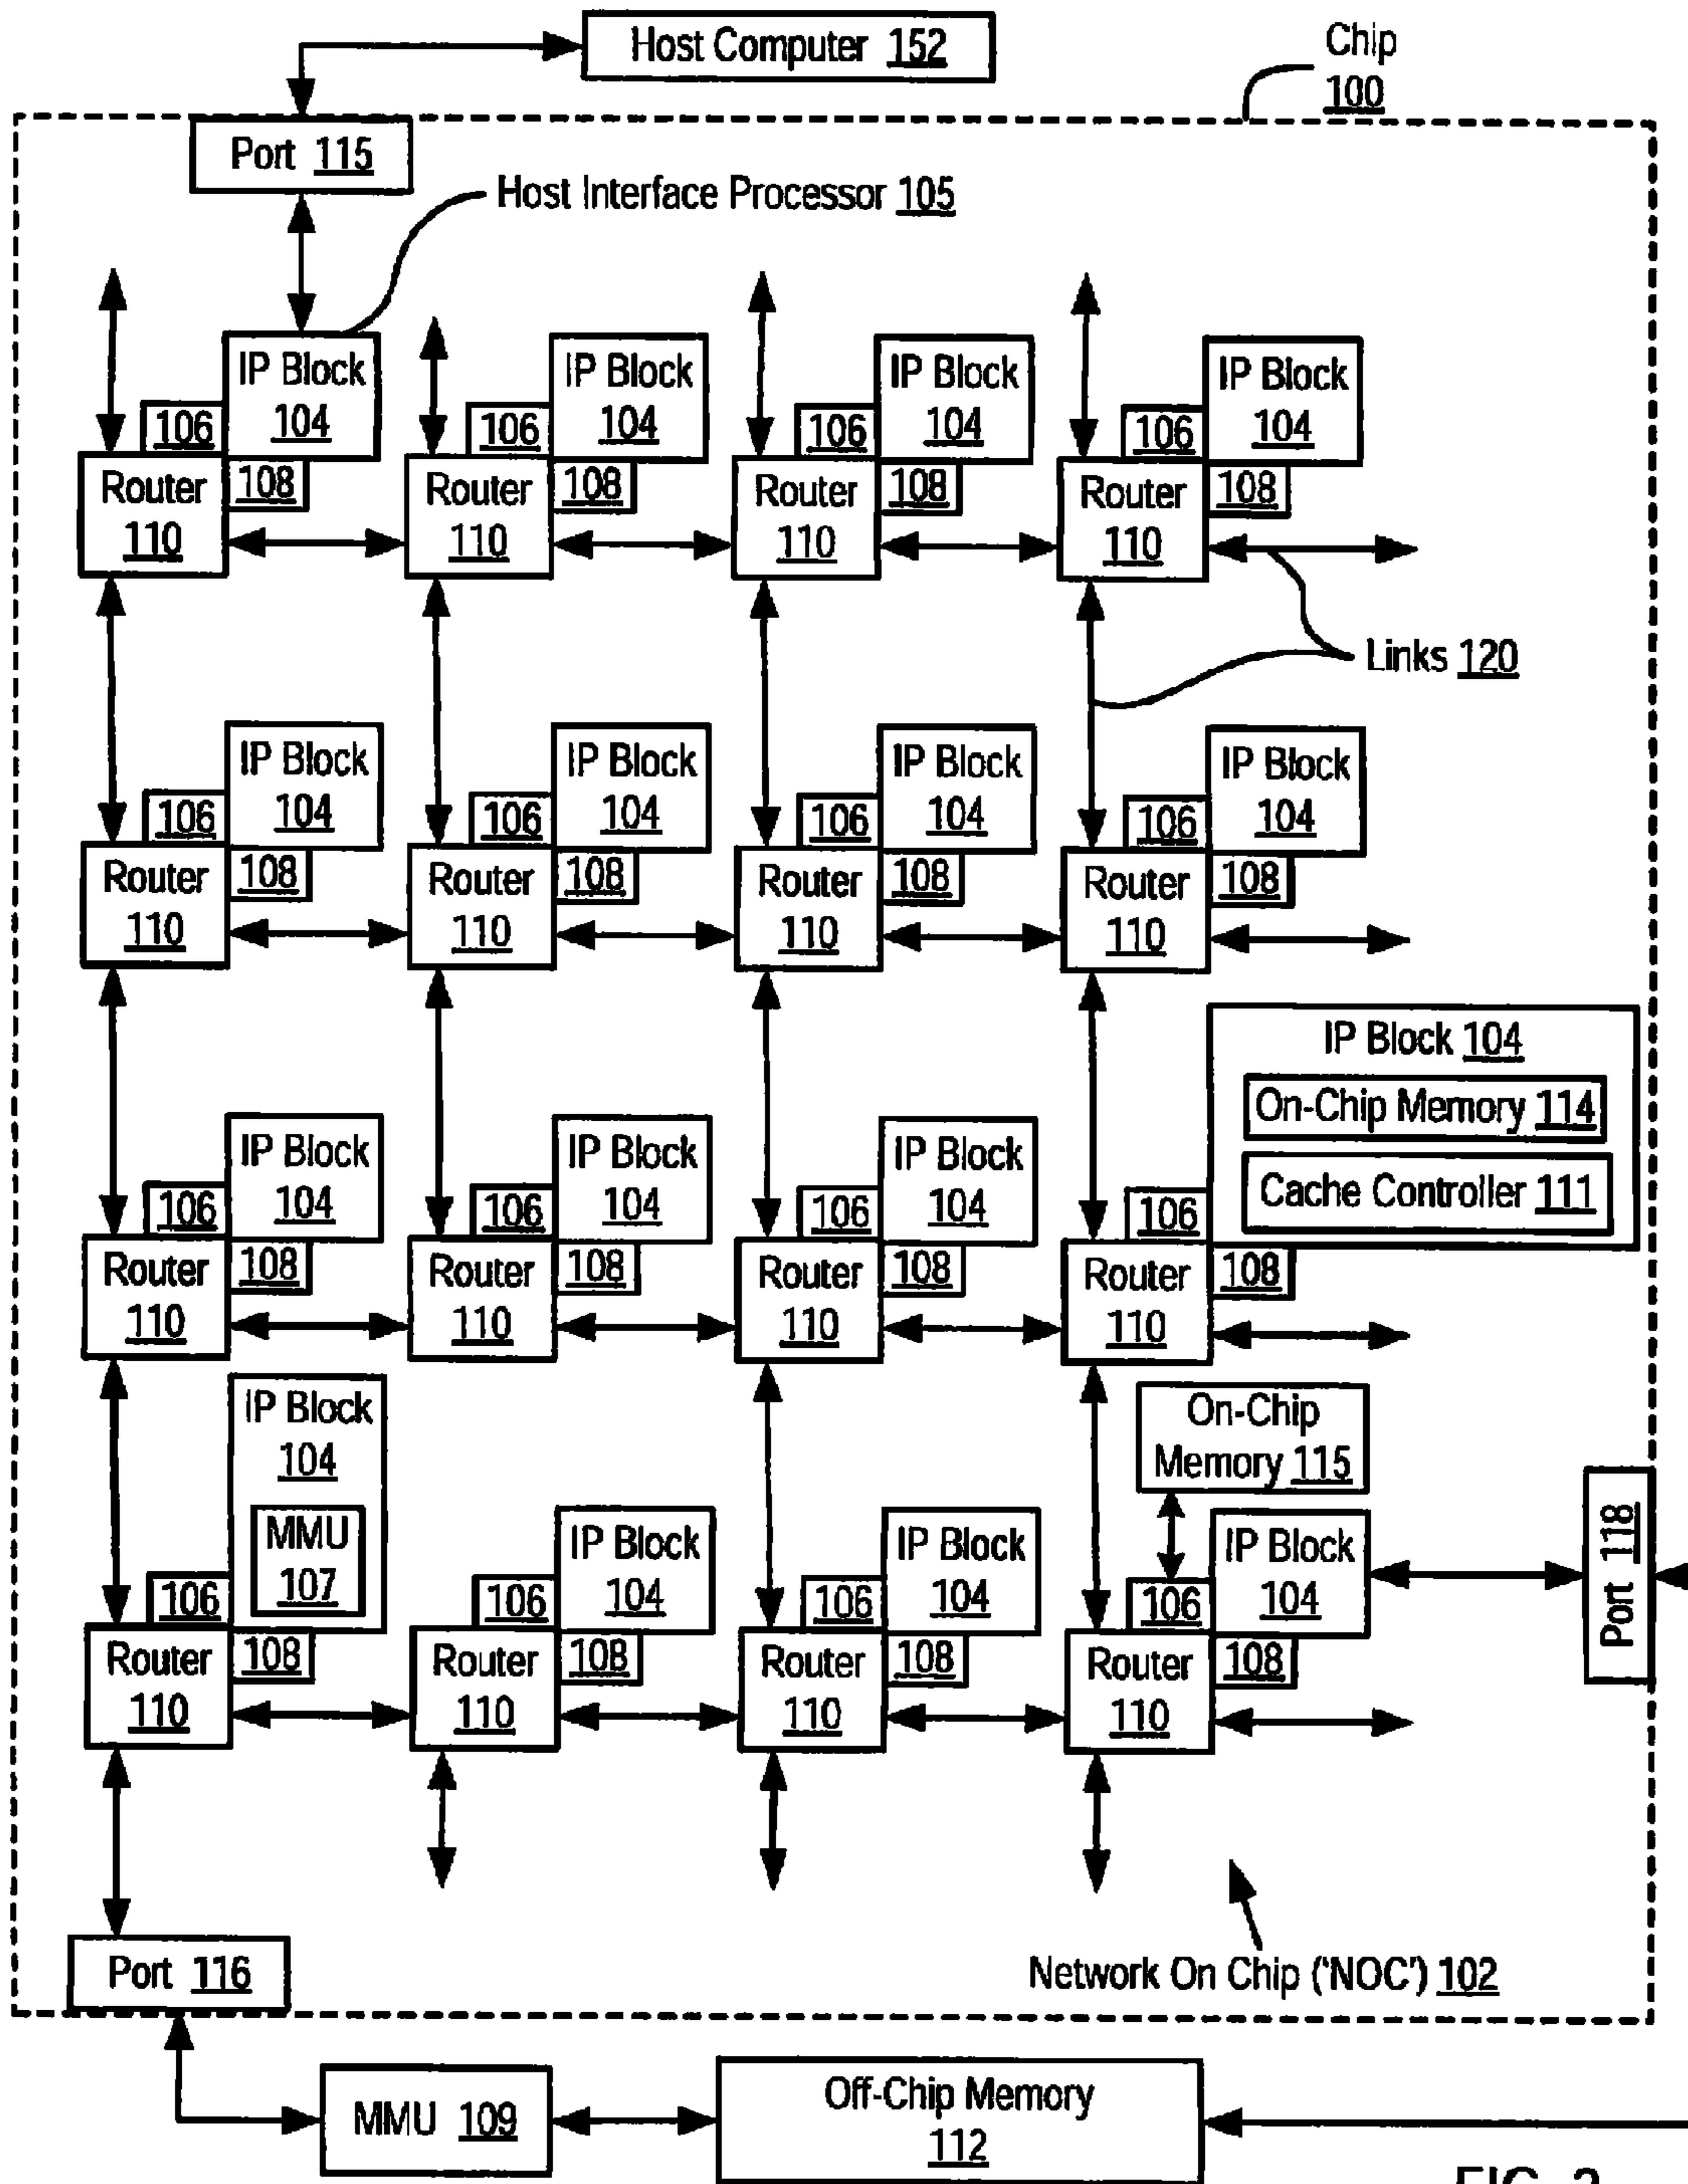 Host Computer 152
Chip
100
Port 115
Host Interface Processor 105
IP Block
104
106
Router
110
108
IP Block
104
106
Router
110
108
IP Block
104
106
Router
110
108
IP Block
104
106
Router
110
108
Links 120
IP Block
104
106
Router
110
108
IP Block
104
106
Router
110
108
IP Block
104
106
Router
110
108
IP Block
104
106
Router
110
108
IP Block
104
106
Router
110
108
IP Block
104
106
Router
110
108
IP Block
104
106
Router
110
108
IP Block 104
On-Chip Memory 114
Cache Controller 111
106
Router
110
108
IP Block
104
MMU
107
106
Router
110
108
IP Block
104
106
Router
110
108
IP Block
104
106
Router
110
108
On-Chip
Memory 115
IP Block
104
106
Router
110
108
Port 118
Port 116
Network On Chip ('NOC') 102
MMU 109
Off-Chip Memory
112